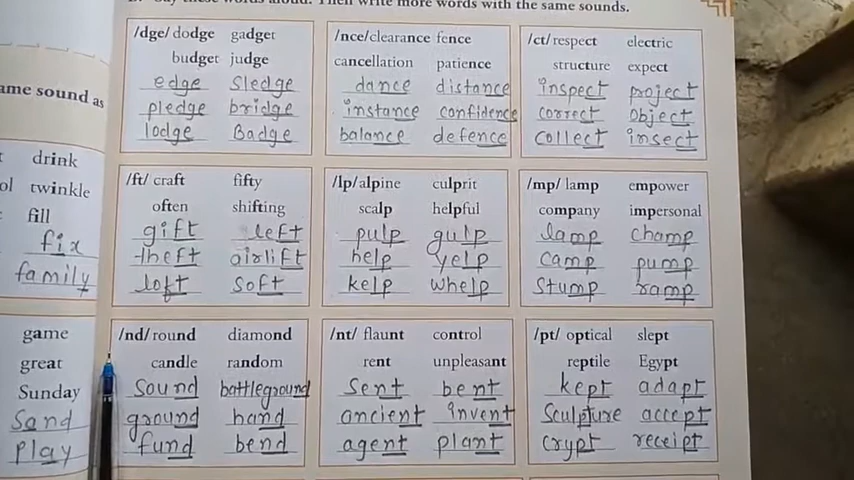 Say these words aloud. Then write more words with the same sounds.
ame sound as
drink
twinkle
fill
fix
family
game
great
Sunday
Sand
Play
/dge/ dodge gadget
budget judge
edge Sledge
pledge bridge
lodge Badge
/nce/clearance fence
cancellation patience
dance distance
instance confidence
balance defence
/ct/ respect electric
structure expect
inspect project
correct object
collect insect
/ft/ craft fifty
often shifting
gift left
theft airlift
loft soft
/lp/alpine culprit
scalp helpful
pulp gulp
help yelp
kelp whelp
/mp/ lamp empower
company impersonal
lamp champ
camp pump
stump ramp
/nd/ round diamond
candle random
sound battleground
ground hand
fund bend
/nt/ flaunt control
rent unpleasant
Sent bent
ancient invent
agent plant
/pt/ optical slept
reptile Egypt
kept adapt
Sculpture accept
crypt receipt